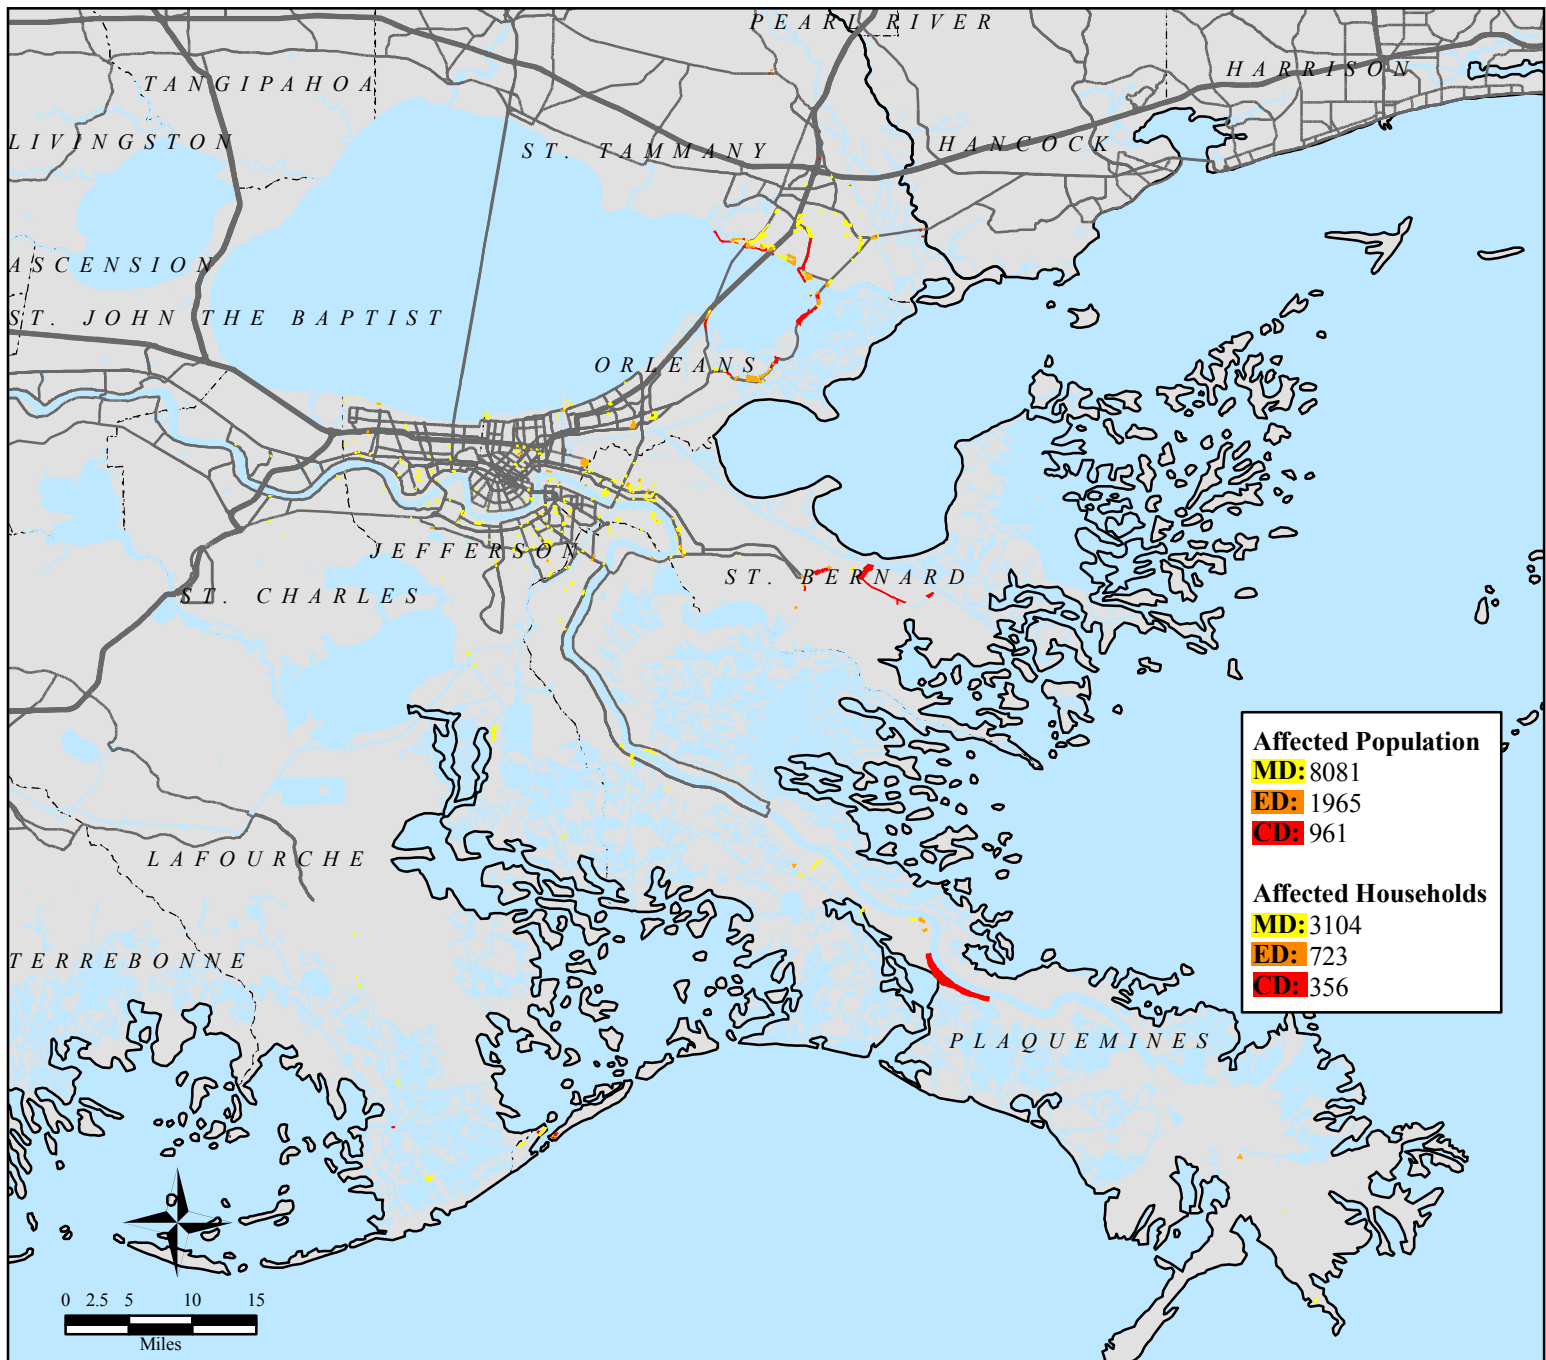 PEARL RIVER
HARRISON
TANGIPAHOA
LIVINGSTON
ST. TAMMANY
HANCOCK
ASCENSION
ST. JOHN THE BAPTIST
ORLEANS
JEFFERSON
ST. BERNARD
ST. CHARLES
Affected Population
MD: 8081
ED: 1965
CD: 961
Affected Households
MD: 3104
ED: 723
CD: 356
LAFOURCHE
TERREBONNE
PLAQUEMINES
0 2.5 5 10 15
Miles